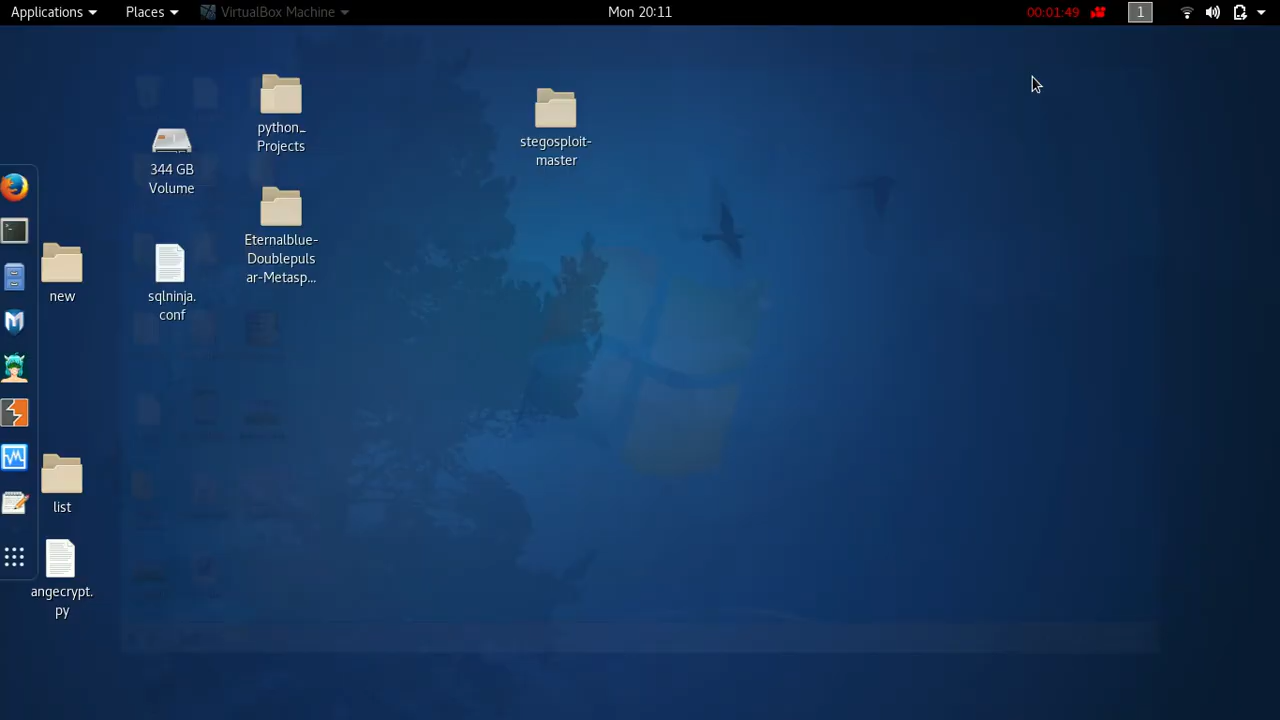 Applications
Places
VirtualBox Machine
Mon 20:11
00:01:49
1
python_
Projects
stegosploit-
master
344 GB
Volume
Eternalblue-
Doublepuls
ar-Metasp...
new
sqlninja.
conf
list
angecrypt.
py